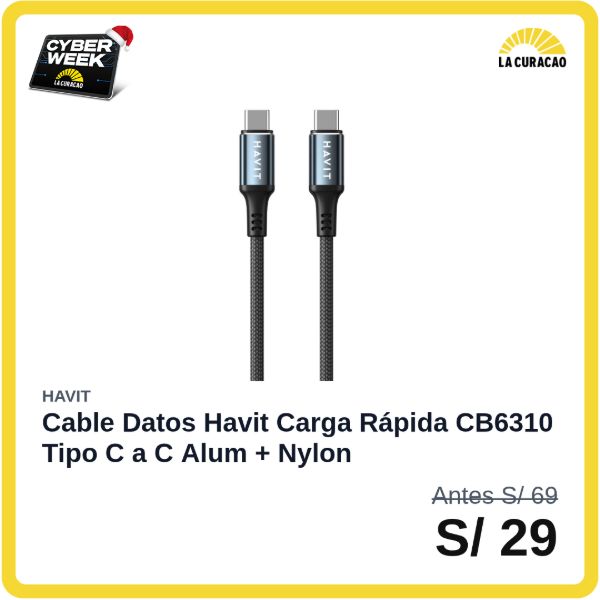 CYBER
WEEK
LA CURACAO
LA CURACAO
HAVIT
HAVIT
HAVIT
Cable Datos Havit Carga Rápida CB6310
Tipo C a C Alum + Nylon
Antes S/ 69
S/ 29